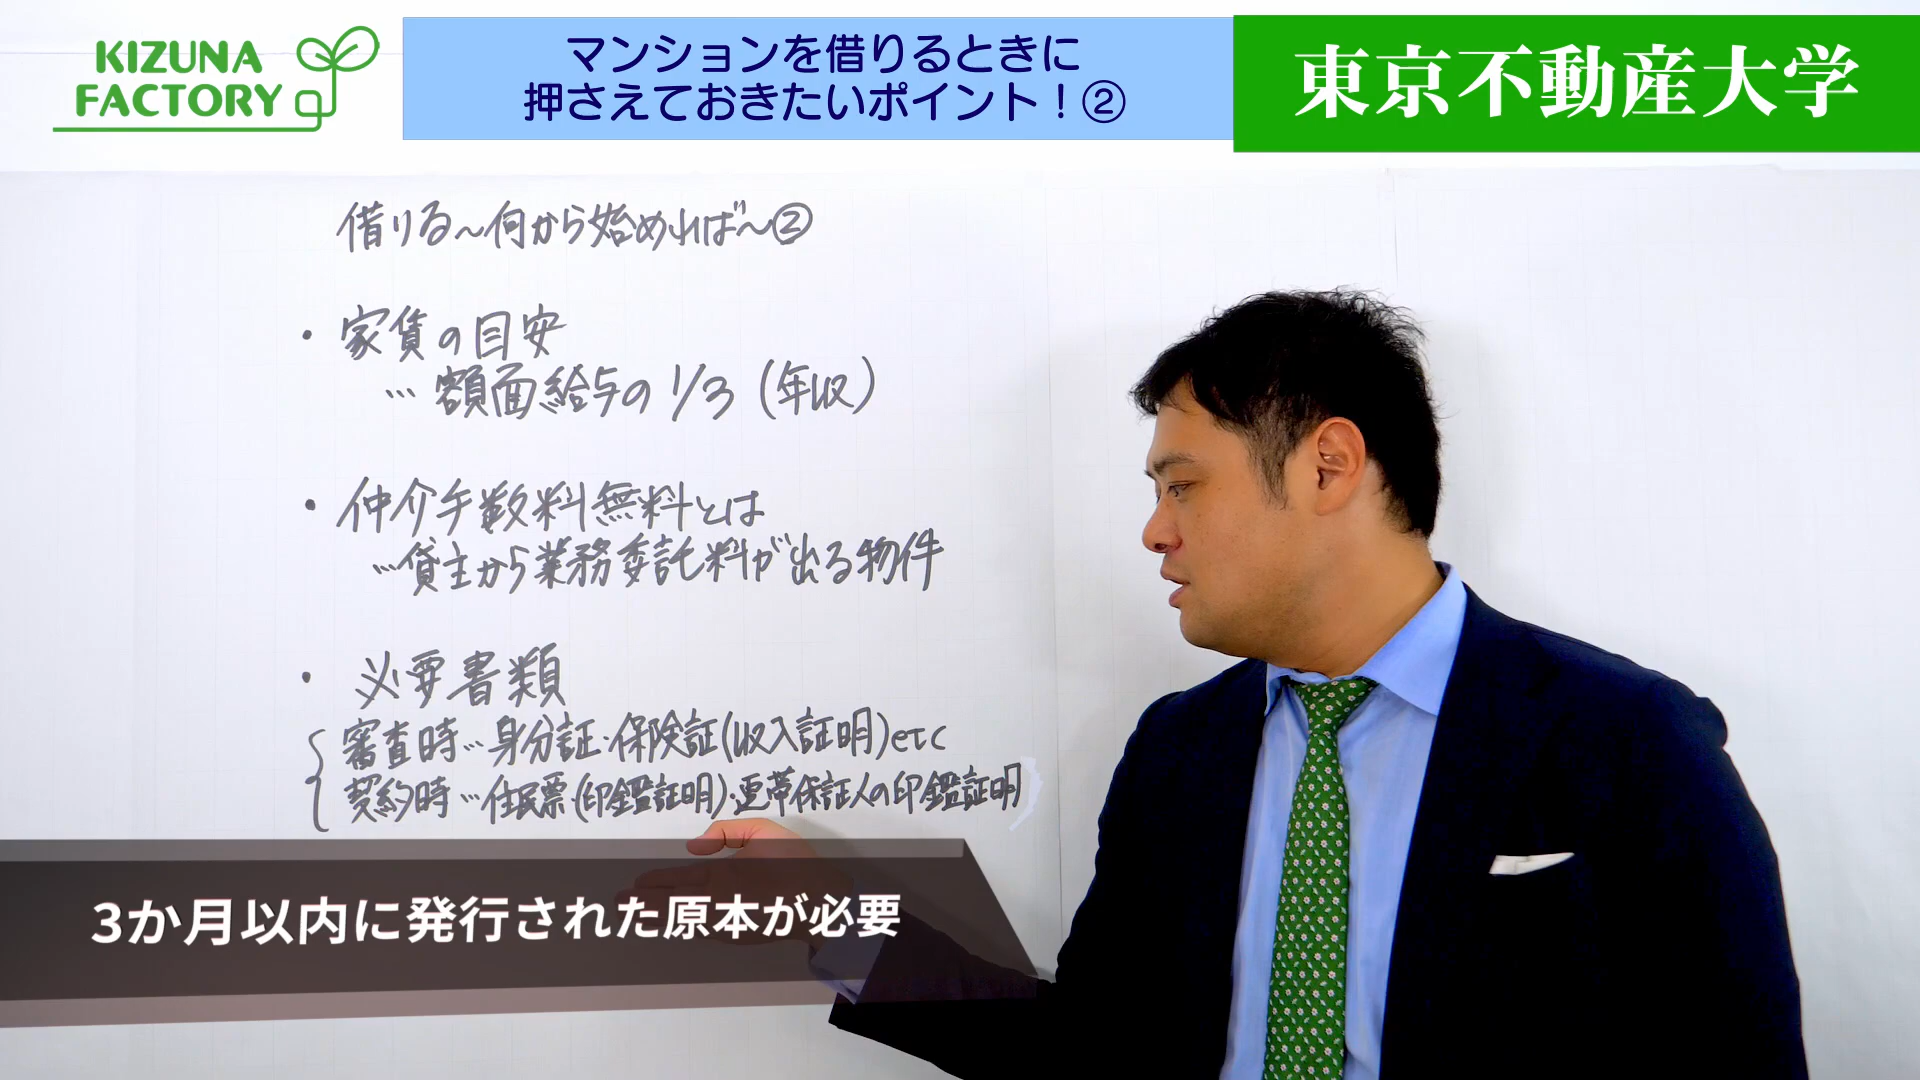 KIZUNA
FACTORY
マンションを借りるときに
押さえておきたいポイント！②
東京不動産大学
借りる〜何から始めれば〜②
・家賃の目安
…額面給与の1/3（年収）
・仲介手数料無料とは
…貸主から業務委託料が出る物件
・必要書類
審査時…身分証・保険証(収入証明)etc
契約時…住民票・(印鑑証明)・連帯保証人の印鑑証明)
3か月以内に発行された原本が必要